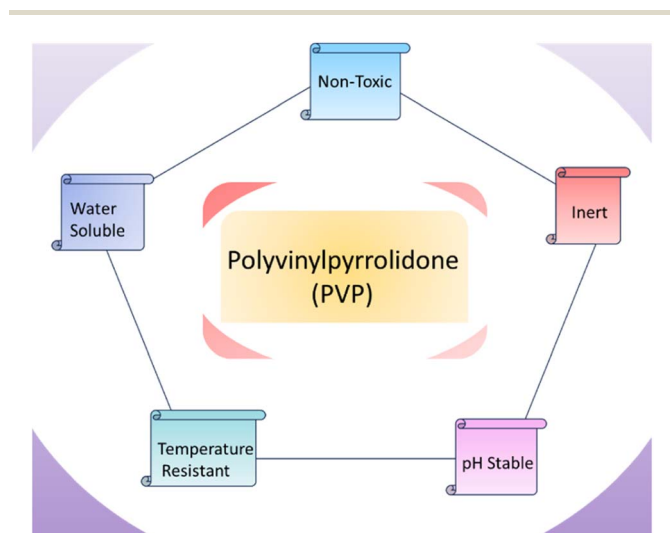 Non-Toxic
Water
Soluble
Inert
Polyvinylpyrrolidone
(PVP)
Temperature
Resistant
pH Stable